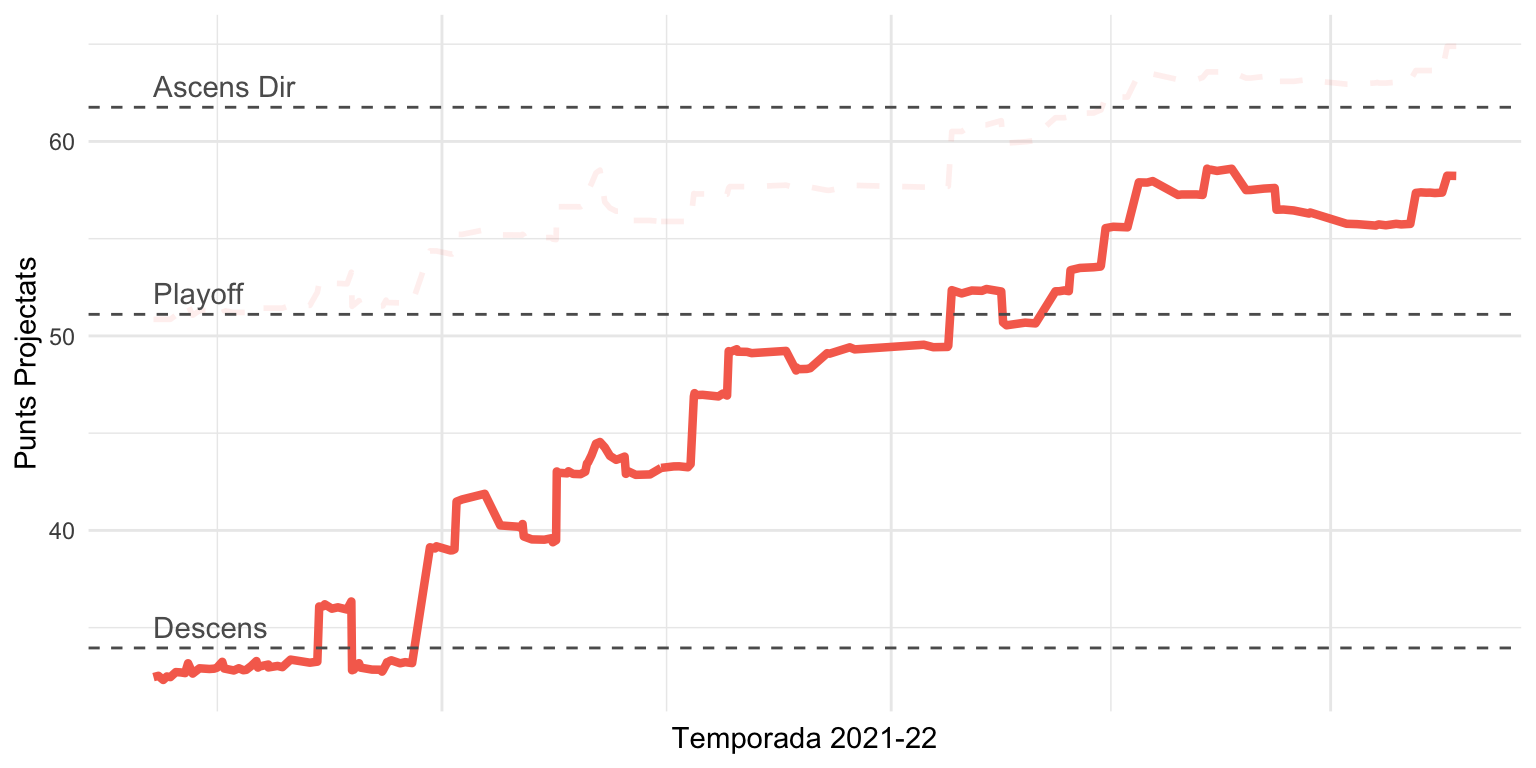 Ascens Dir
60
Playoff
50
Punts Projectats
40
Descens
Temporada 2021-22